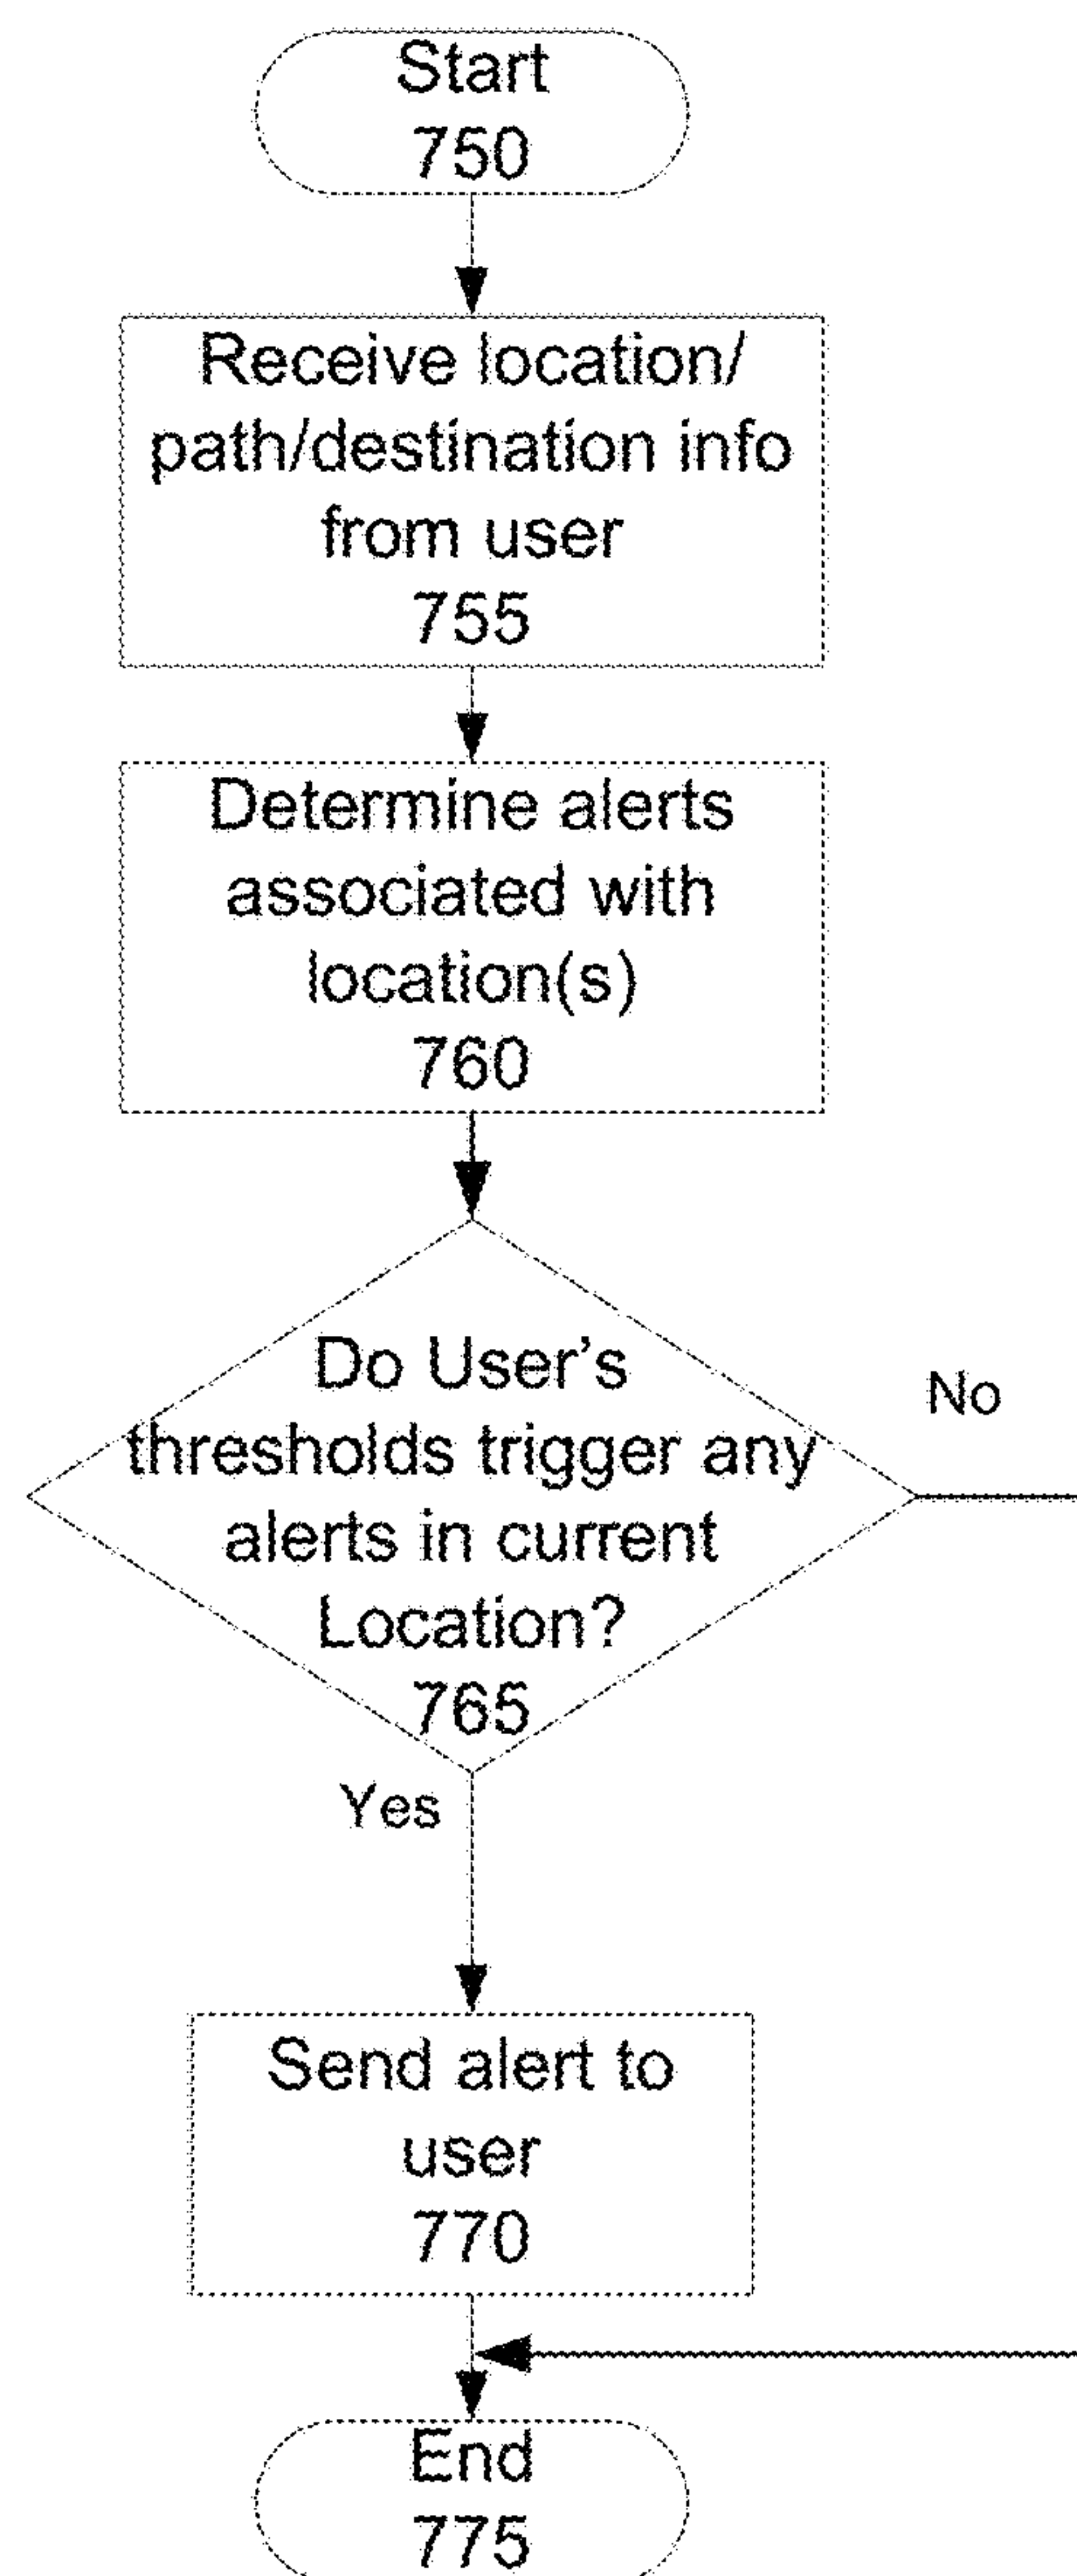 Start
750
Receive location/
path/destination info
from user
755
Determine alerts
associated with
location(s)
760
Do User’s
thresholds trigger any
alerts in current
Location?
765
No
Yes
Send alert to
user
770
End
775